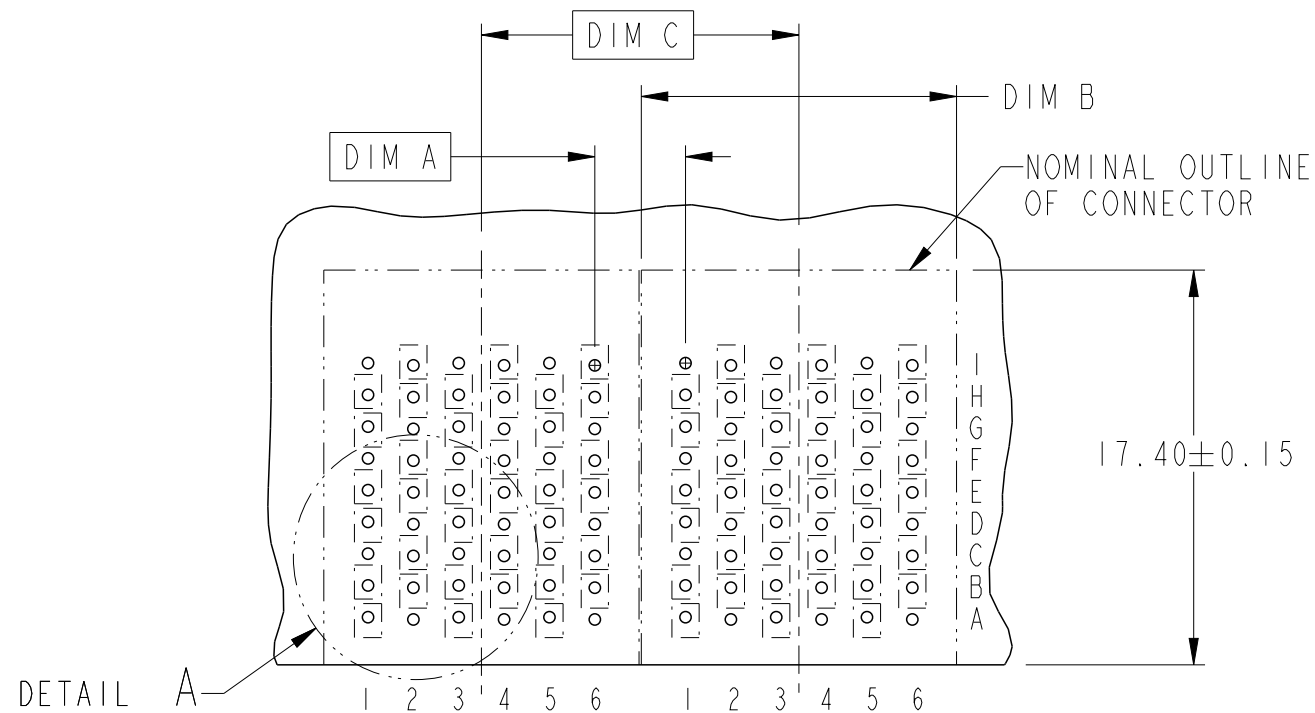 DIM C
DIM B
DIM A
NOMINAL OUTLINE
OF CONNECTOR
I
H
G
F
E
D
C
B
A
17.40±0.15
DETAIL A
1 2 3 4 5 6 1 2 3 4 5 6